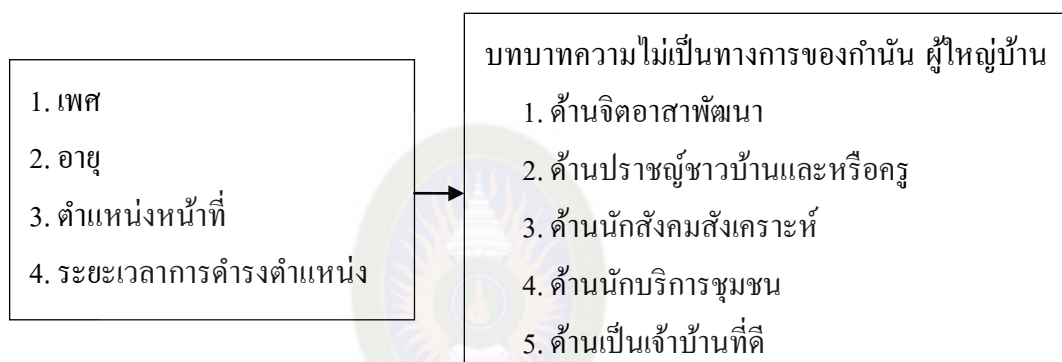 1. เพศ
2. อายุ
3. ตำแหน่งหน้าที่
4. ระยะเวลาการดำรงตำแหน่ง
บทบาทความไม่เป็นทางการของกำนัน ผู้ใหญ่บ้าน
1. ด้านจิตอาสาพัฒนา
2. ด้านปราชญ์ชาวบ้านและหรือครู
3. ด้านนักสังคมสังเคราะห์
4. ด้านนักบริการชุมชน
5. ด้านเป็นเจ้าบ้านที่ดี